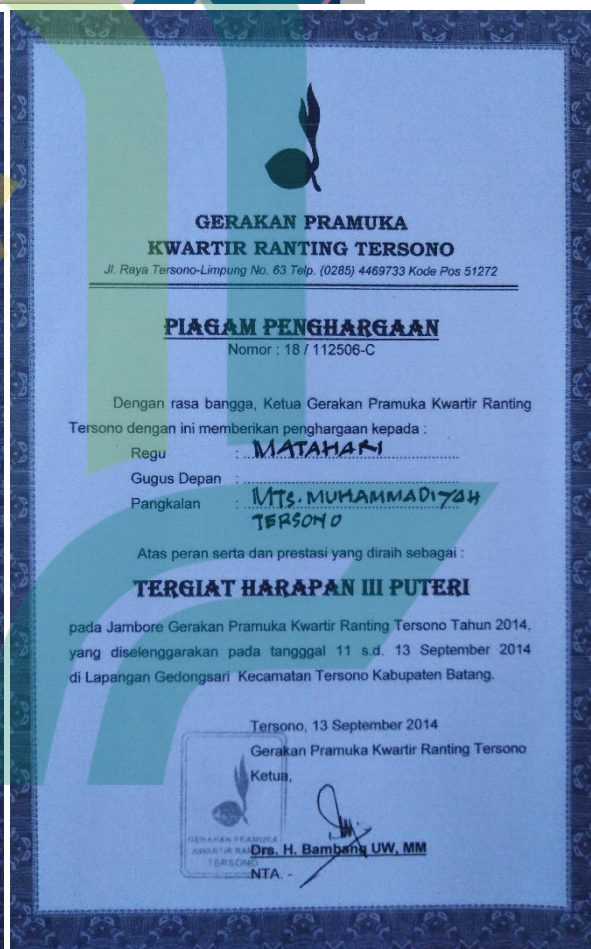 GERAKAN PRAMUKA
KWARTIR RANTING TERSONO
Jl. Raya Tersono-Limpung No. 63 Telp. (0285) 4469733 Kode Pos 51272
PIAGAM PENGHARGAAN
Nomor : 18 / 112506-C
Dengan rasa bangga, Ketua Gerakan Pramuka Kwartir Ranting
Tersono dengan ini memberikan penghargaan kepada :
Regu : MATAHARI
Gugus Depan :
Pangkalan : MTs. MUHAMMADIYAH
TERSONO
Atas peran serta dan prestasi yang diraih sebagai :
TERGIAT HARAPAN III PUTERI
pada Jambore Gerakan Pramuka Kwartir Ranting Tersono Tahun 2014,
yang diselenggarakan pada tangggal 11 s.d. 13 September 2014
di Lapangan Gedongsari Kecamatan Tersono Kabupaten Batang.
Tersono, 13 September 2014
Gerakan Pramuka Kwartir Ranting Tersono
Ketua,
GERAKAN PRAMUKA
KWARTIR RANTING
TERSONO
Drs. H. Bambang UW, MM
NTA. -